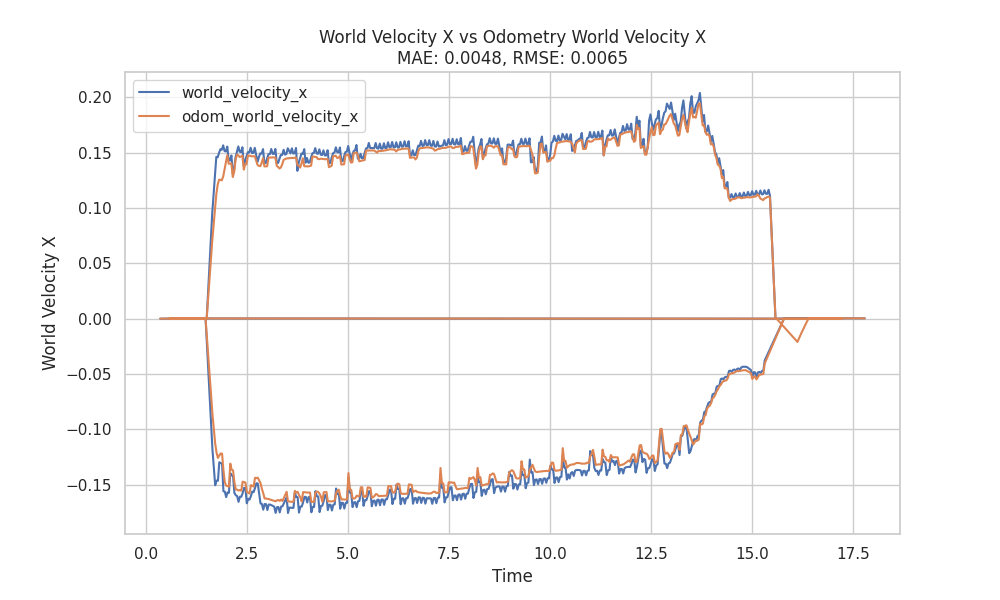 World Velocity X vs Odometry World Velocity X
MAE: 0.0048, RMSE: 0.0065
world_velocity_x
odom_world_velocity_x
0.20
0.15
0.10
0.05
0.00
−0.05
−0.10
−0.15
World Velocity X
0.0 2.5 5.0 7.5 10.0 12.5 15.0 17.5
Time